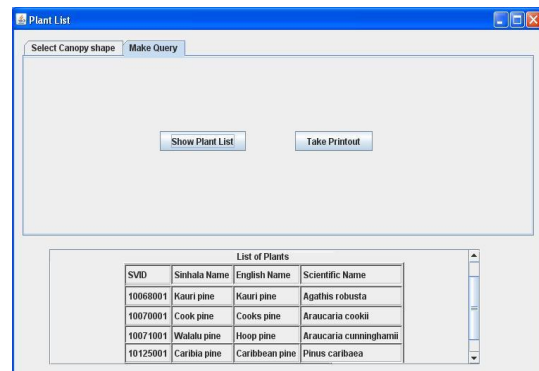 Plant List
Select Canopy shape Make Query
Show Plant List Take Printout
List of Plants
SVID Sinhala Name English Name Scientific Name
10068001 Kauri pine Kauri pine Agathis robusta
10070001 Cook pine Cooks pine Araucaria cookii
10071001 Walalu pine Hoop pine Araucaria cunninghamii
10125001 Caribia pine Caribbean pine Pinus caribaea